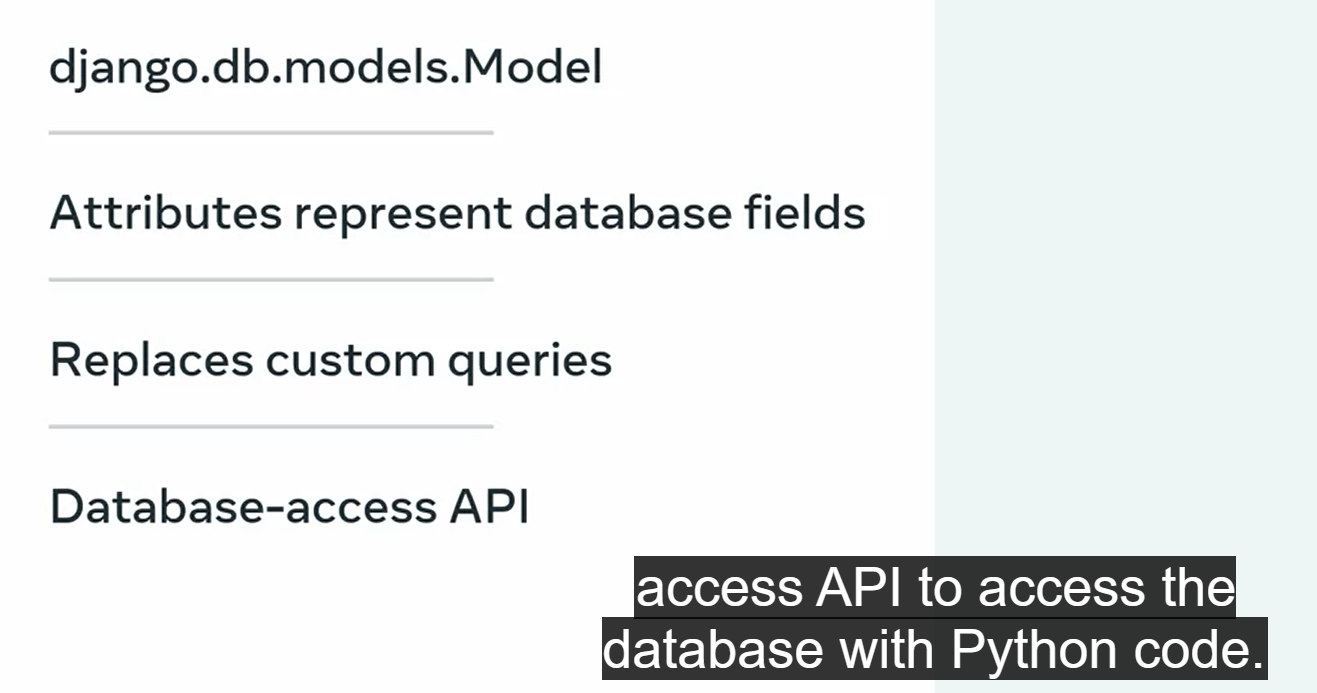 django.db.models.Model
Attributes represent database fields
Replaces custom queries
Database-access API
access API to access the
database with Python code.